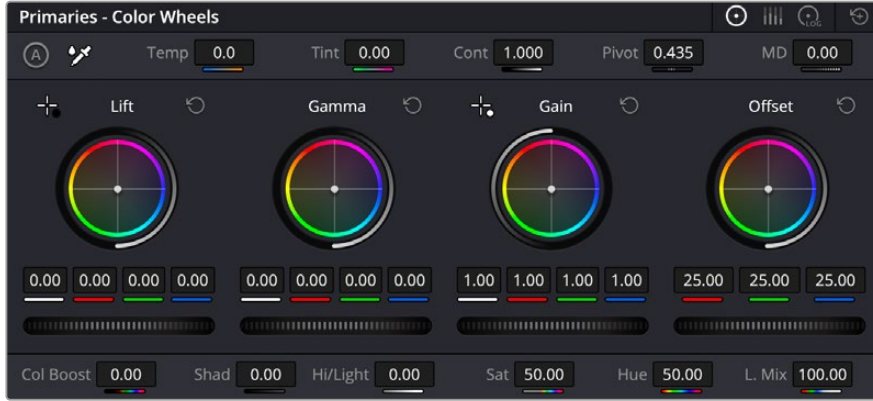 Primaries - Color Wheels
LOG
A Temp 0.0 Tint 0.00 Cont 1.000 Pivot 0.435 MD 0.00
Lift Gamma Gain Offset
0.00 0.00 0.00 0.00 0.00 0.00 0.00 0.00 1.00 1.00 1.00 1.00 25.00 25.00 25.00
Col Boost 0.00 Shad 0.00 Hi/Light 0.00 Sat 50.00 Hue 50.00 L. Mix 100.00